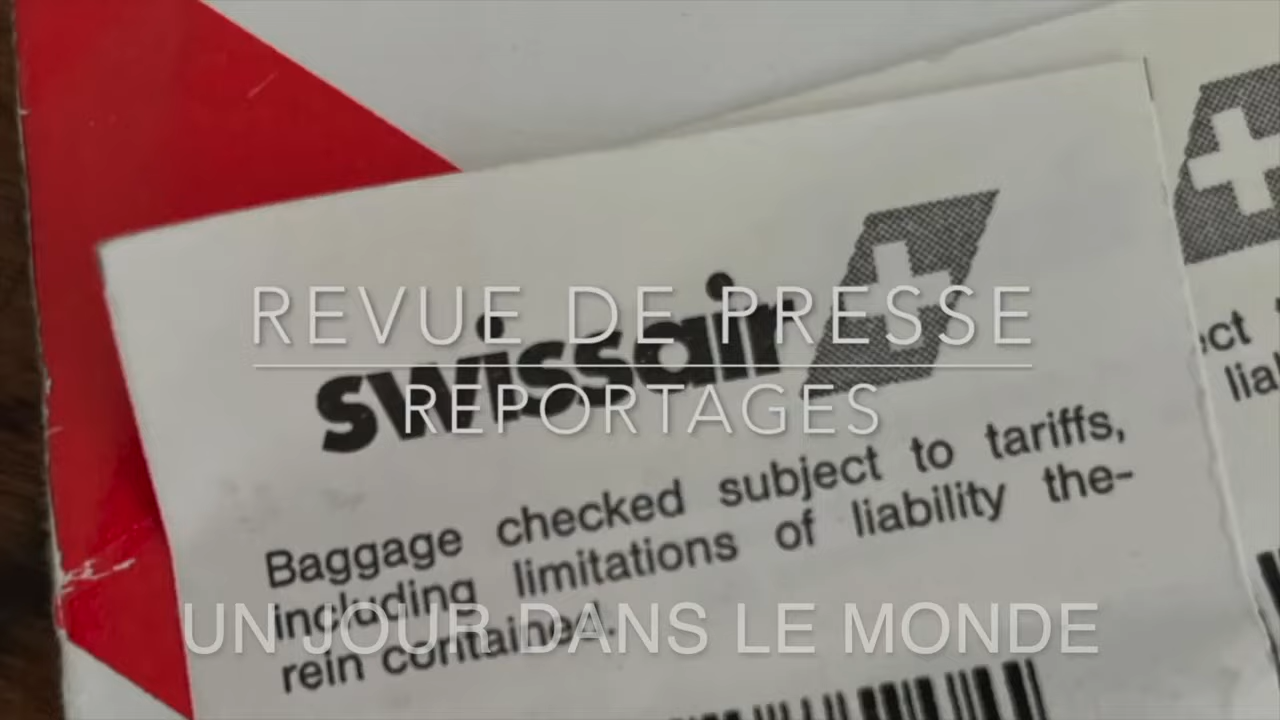 REVUE DE PRESSE
swissair
REPORTAGES
Baggage checked subject to tariffs,
including limitations of liability the-
rein contained.
UN JOUR DANS LE MONDE
ct
lia